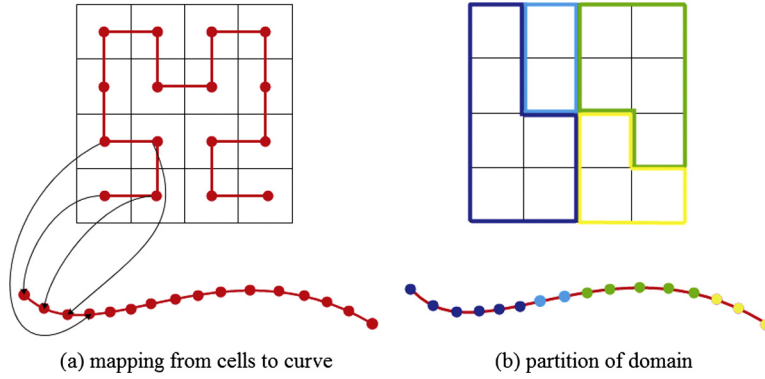 (a) mapping from cells to curve
(b) partition of domain